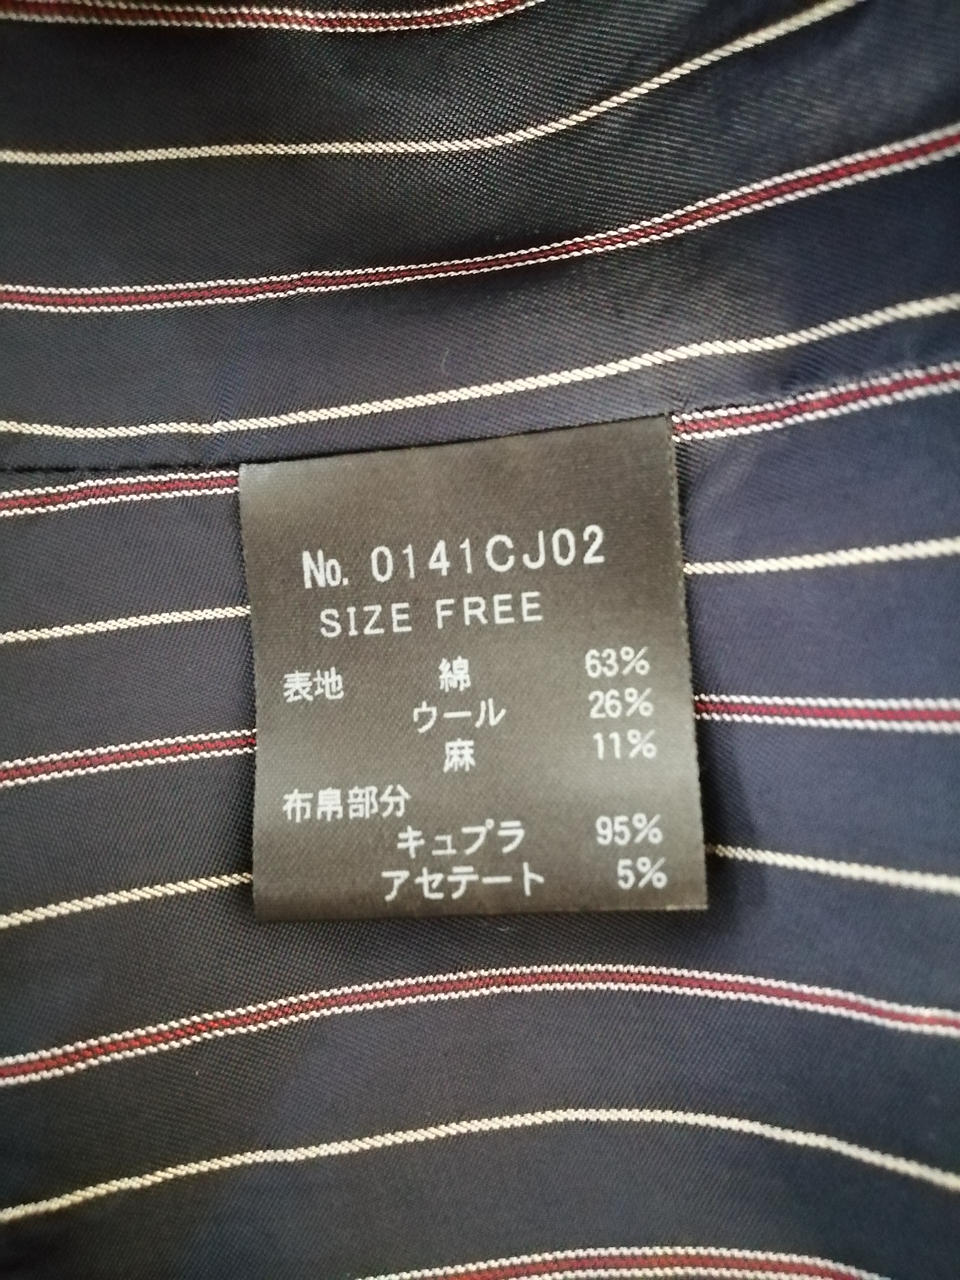 No. 0141CJ02
SIZE FREE
表地 綿 63%
ウール 26%
麻 11%
布帛部分
キュプラ 95%
アセテート 5%